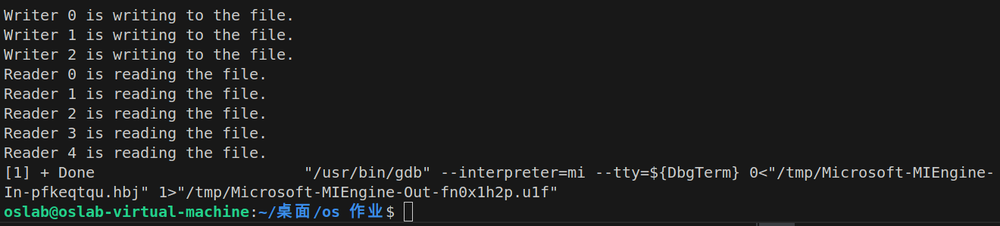 Writer 0 is writing to the file.
Writer 1 is writing to the file.
Writer 2 is writing to the file.
Reader 0 is reading the file.
Reader 1 is reading the file.
Reader 2 is reading the file.
Reader 3 is reading the file.
Reader 4 is reading the file.
[1] + Done                       "/usr/bin/gdb" --interpreter=mi --tty=${DbgTerm} 0<"/tmp/Microsoft-MIEngine-
In-pfkeqtqu.hbj" 1>"/tmp/Microsoft-MIEngine-Out-fn0x1h2p.u1f"
oslab@oslab-virtual-machine:~/桌面/os 作业$